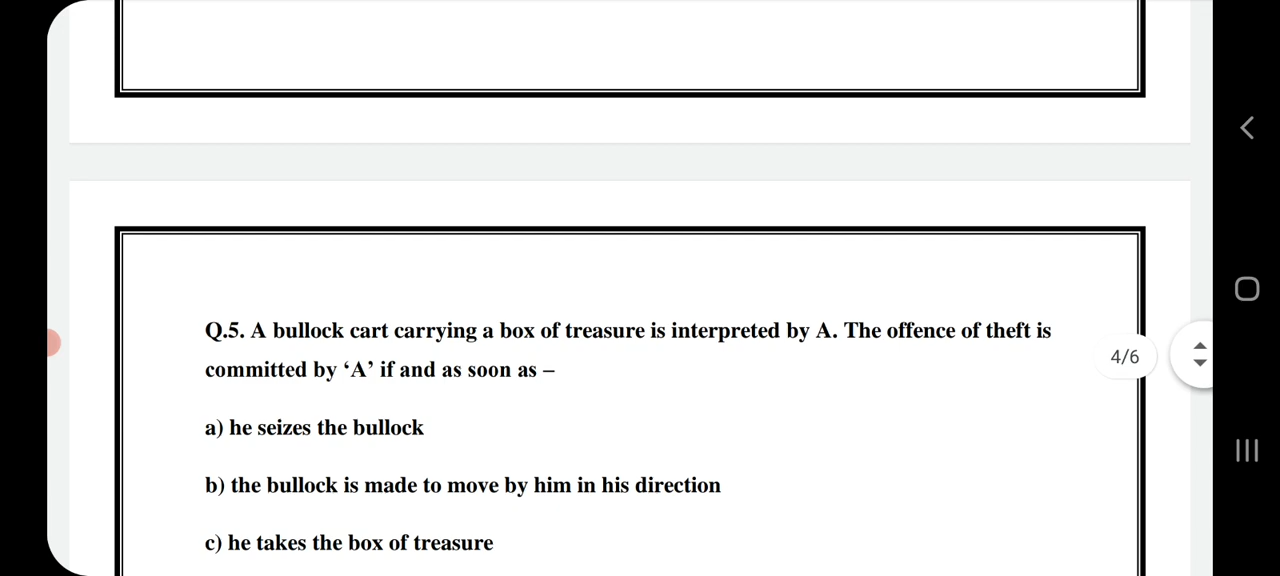 Q.5. A bullock cart carrying a box of treasure is interpreted by A. The offence of theft is
committed by ‘A’ if and as soon as –
4/6
a) he seizes the bullock
b) the bullock is made to move by him in his direction
c) he takes the box of treasure